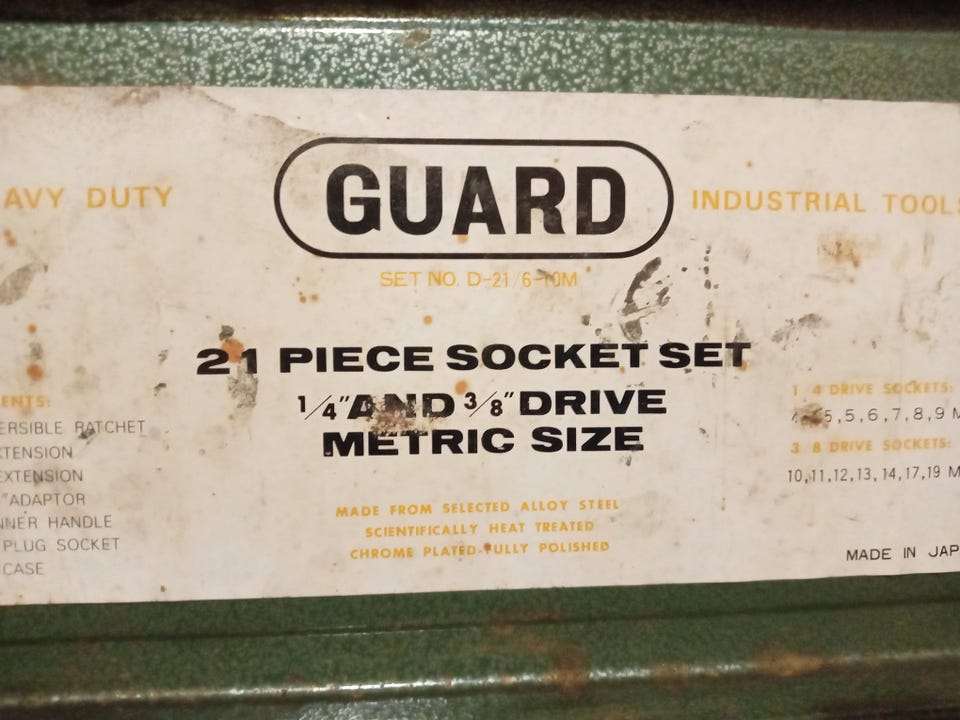 GUARD
AVY DUTY
INDUSTRIAL TOOLS
SET NO. D-21/6-10M
21 PIECE SOCKET SET
1/4" AND 3/8" DRIVE
METRIC SIZE
ENTS:
ERSIBLE RATCHET
XTENSION
EXTENSION
"ADAPTOR
NNER HANDLE
PLUG SOCKET
CASE
MADE FROM SELECTED ALLOY STEEL
SCIENTIFICALLY HEAT TREATED
CHROME PLATED-FULLY POLISHED
1 4 DRIVE SOCKETS:
5,5,6,7,8,9 M
3 8 DRIVE SOCKETS:
10,11,12,13,14,17,19 M
MADE IN JAP